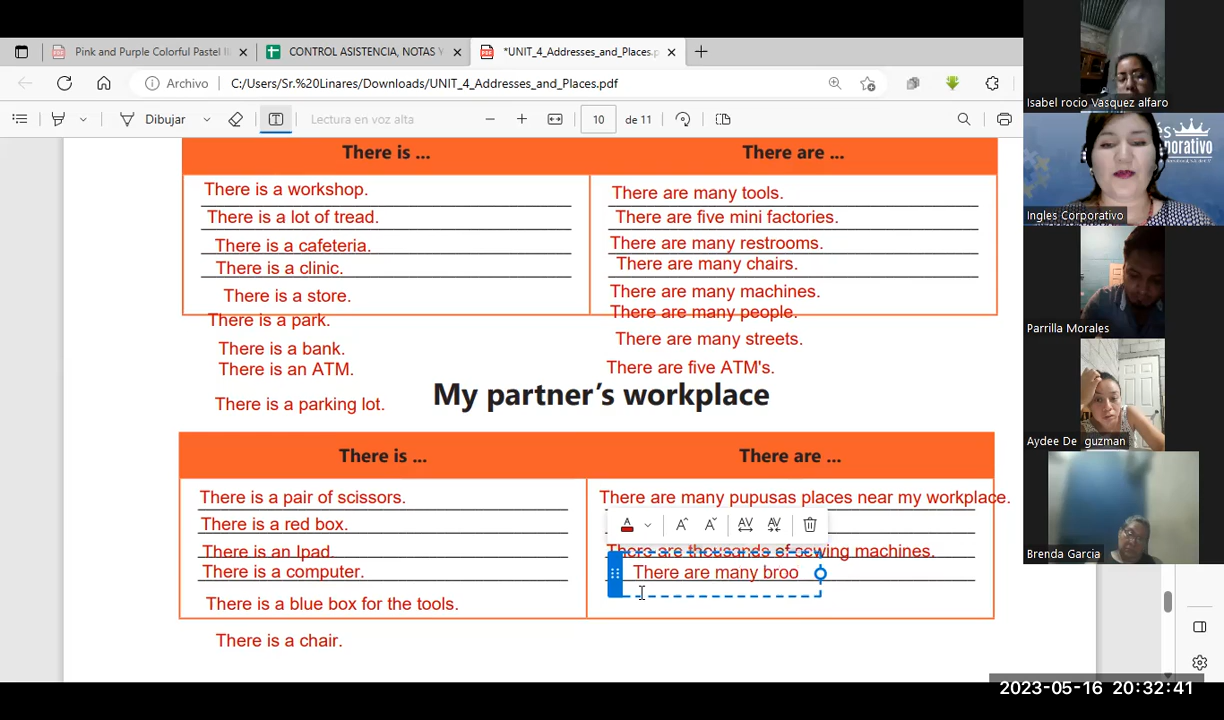 Pink and Purple Colorful Pastel Il
CONTROL ASISTENCIA, NOTAS Y
*UNIT_4_Addresses_and_Places.p
Archivo
C:/Users/Sr.%20Linares/Downloads/UNIT_4_Addresses_and_Places.pdf
Dibujar
Lectura en voz alta
10
de 11
There is ...
There are ...
There is a workshop.
There are many tools.
There is a lot of tread.
There are five mini factories.
There is a cafeteria.
There are many restrooms.
There is a clinic.
There are many chairs.
There is a store.
There are many machines.
There is a park.
There are many people.
There is a bank.
There are many streets.
There is an ATM.
There are five ATM's.
There is a parking lot.
My partner's workplace
There is ...
There are ...
There is a pair of scissors.
There are many pupusas places near my workplace.
There is a red box.
There is an Ipad.
There are thousands of sewing machines.
There is a computer.
There are many broo
There is a blue box for the tools.
There is a chair.
Isabel rocio Vasquez alfaro
Ingles Corporativo
Parrilla Morales
Aydee De guzman
Brenda Garcia
2023-05-16 20:32:41